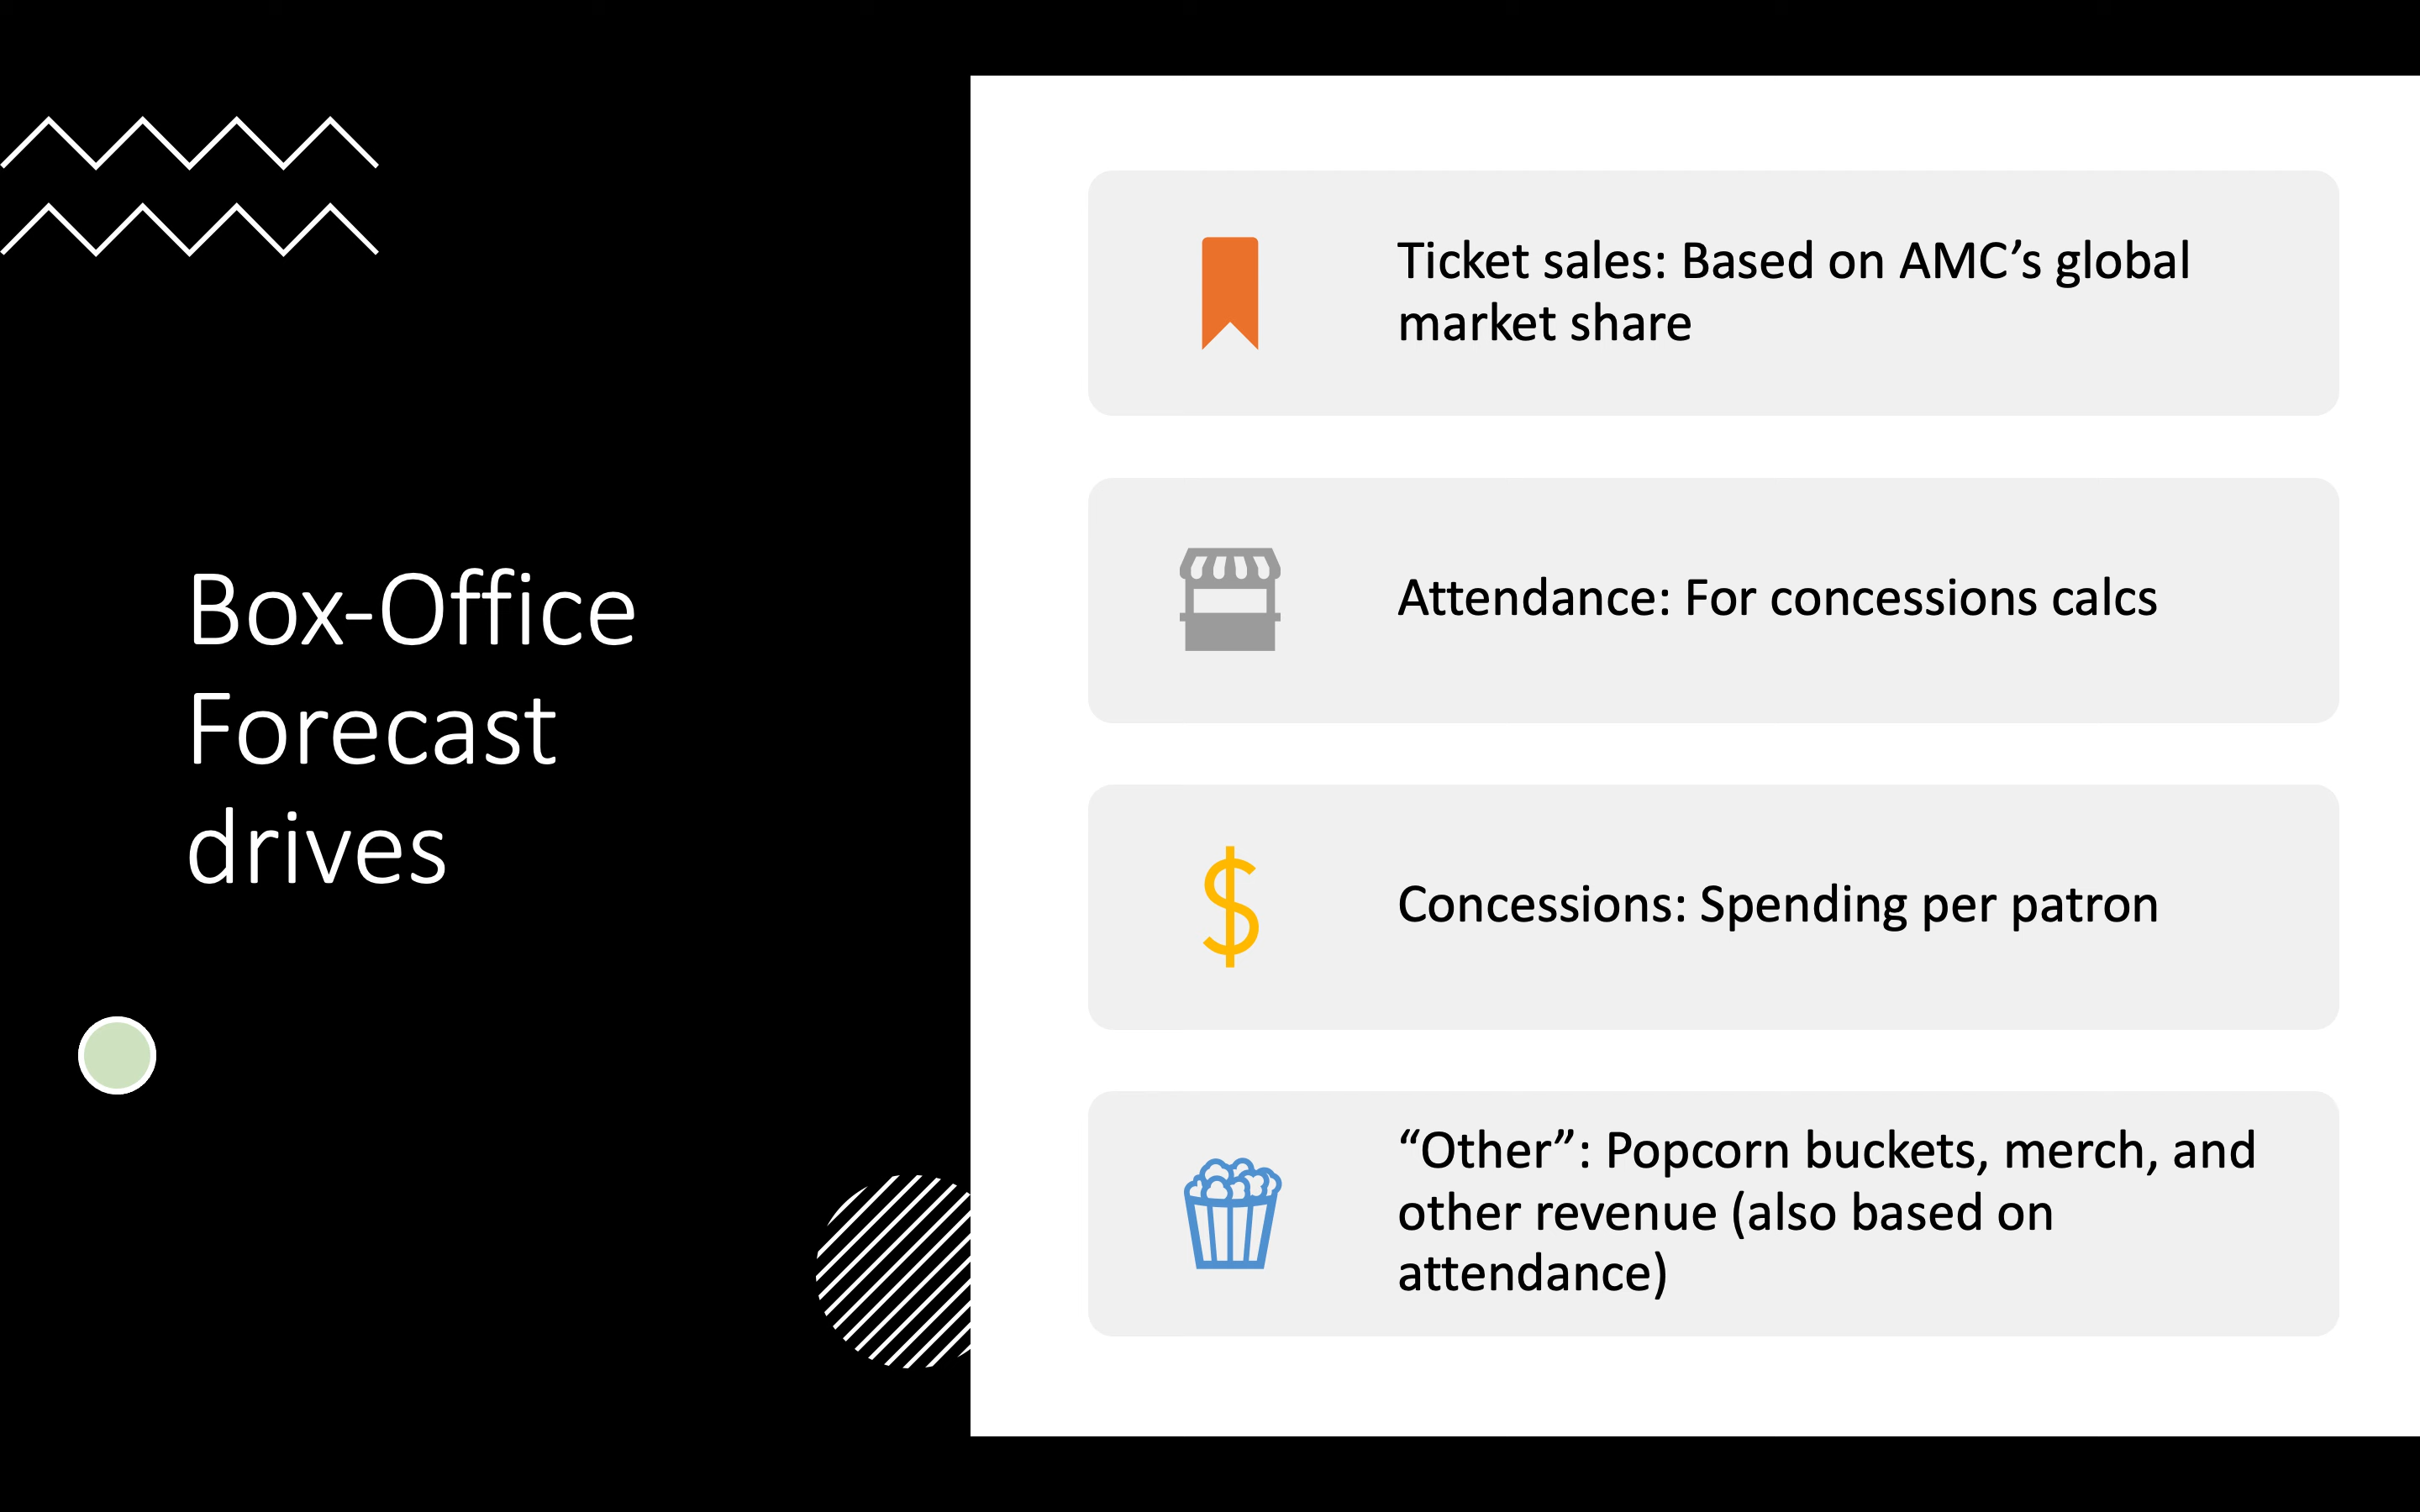 Box-Office
Forecast
drives
Ticket sales: Based on AMC’s global
market share
Attendance: For concessions calcs
Concessions: Spending per patron
“Other”: Popcorn buckets, merch, and
other revenue (also based on
attendance)